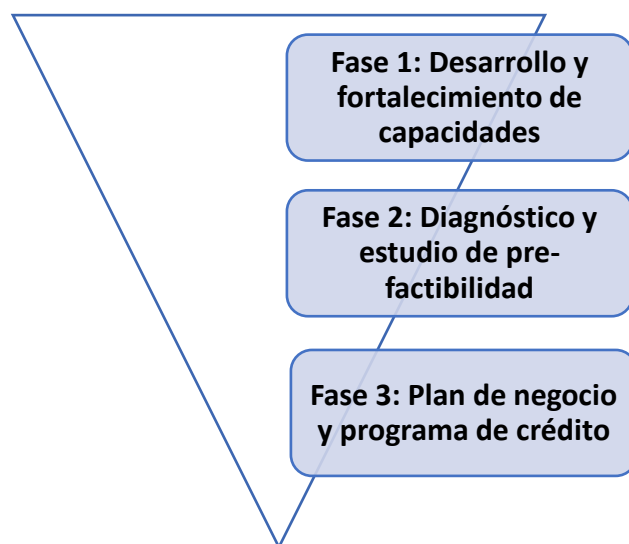 Fase 1: Desarrollo y
fortalecimiento de
capacidades
Fase 2: Diagnóstico y
estudio de pre-
factibilidad
Fase 3: Plan de negocio
y programa de crédito